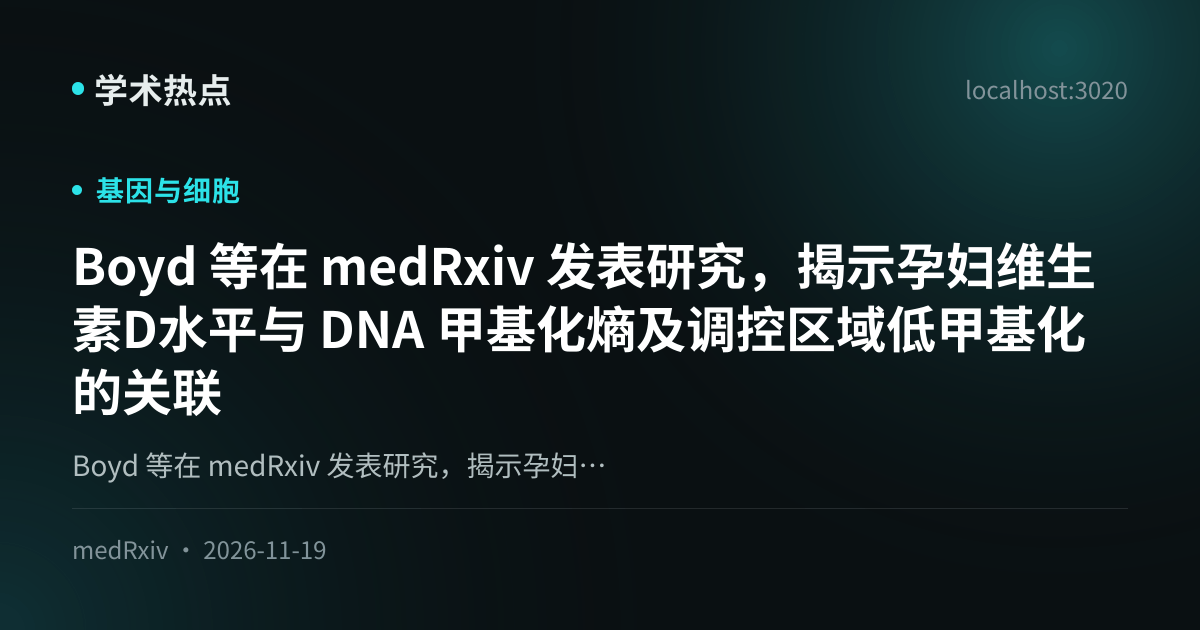 学术热点
localhost:3020
基因与细胞
Boyd 等在 medRxiv 发表研究，揭示孕妇维生
素D水平与 DNA 甲基化熵及调控区域低甲基化
的关联
Boyd 等在 medRxiv 发表研究，揭示孕妇…
medRxiv • 2026-11-19